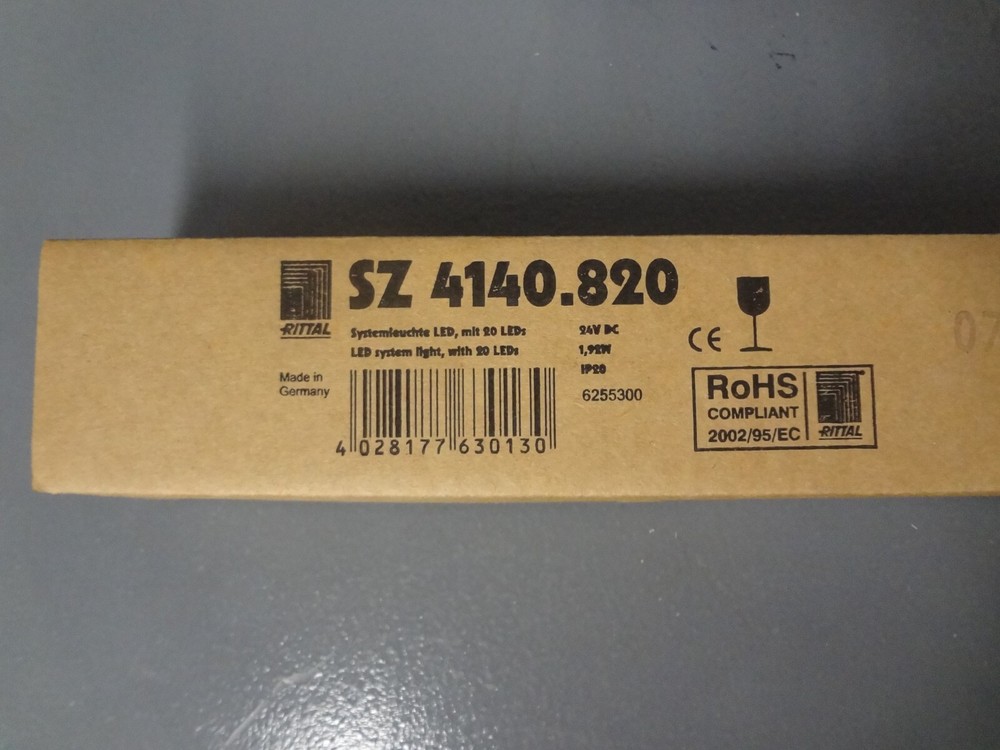 SZ 4140.820
RITTAL
Systemleuchte LED, mit 20 LEDs
LED system light, with 20 LEDs
24V DC
1,92W
IP20
6255300
Made in
Germany
4 028177 630130
CE
RoHS
COMPLIANT
2002/95/EC
RITTAL
07